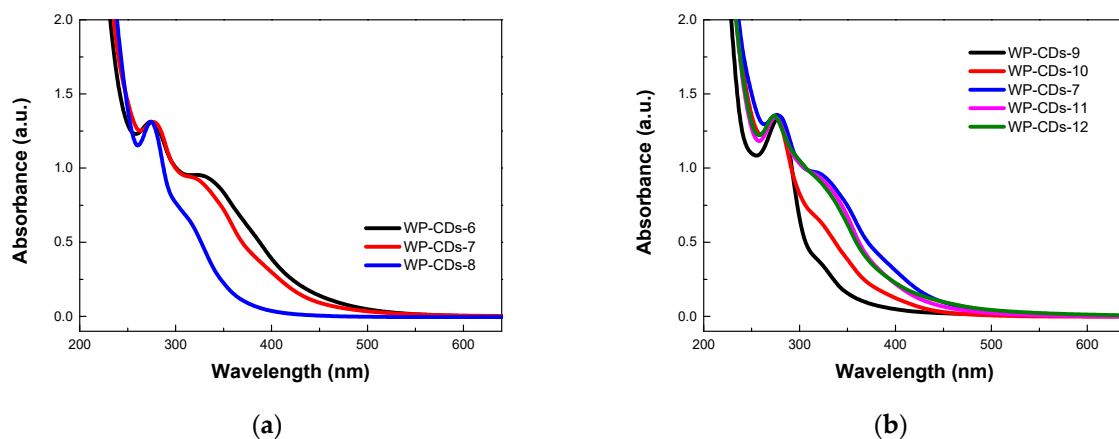 2.0
1.5
1.0
0.5
0.0
Absorbance (a.u.)
WP-CDs-6
WP-CDs-7
WP-CDs-8
200 300 400 500 600
Wavelength (nm)
(a)
2.0
1.5
1.0
0.5
0.0
Absorbance (a.u.)
WP-CDs-9
WP-CDs-10
WP-CDs-7
WP-CDs-11
WP-CDs-12
200 300 400 500 600
Wavelength (nm)
(b)